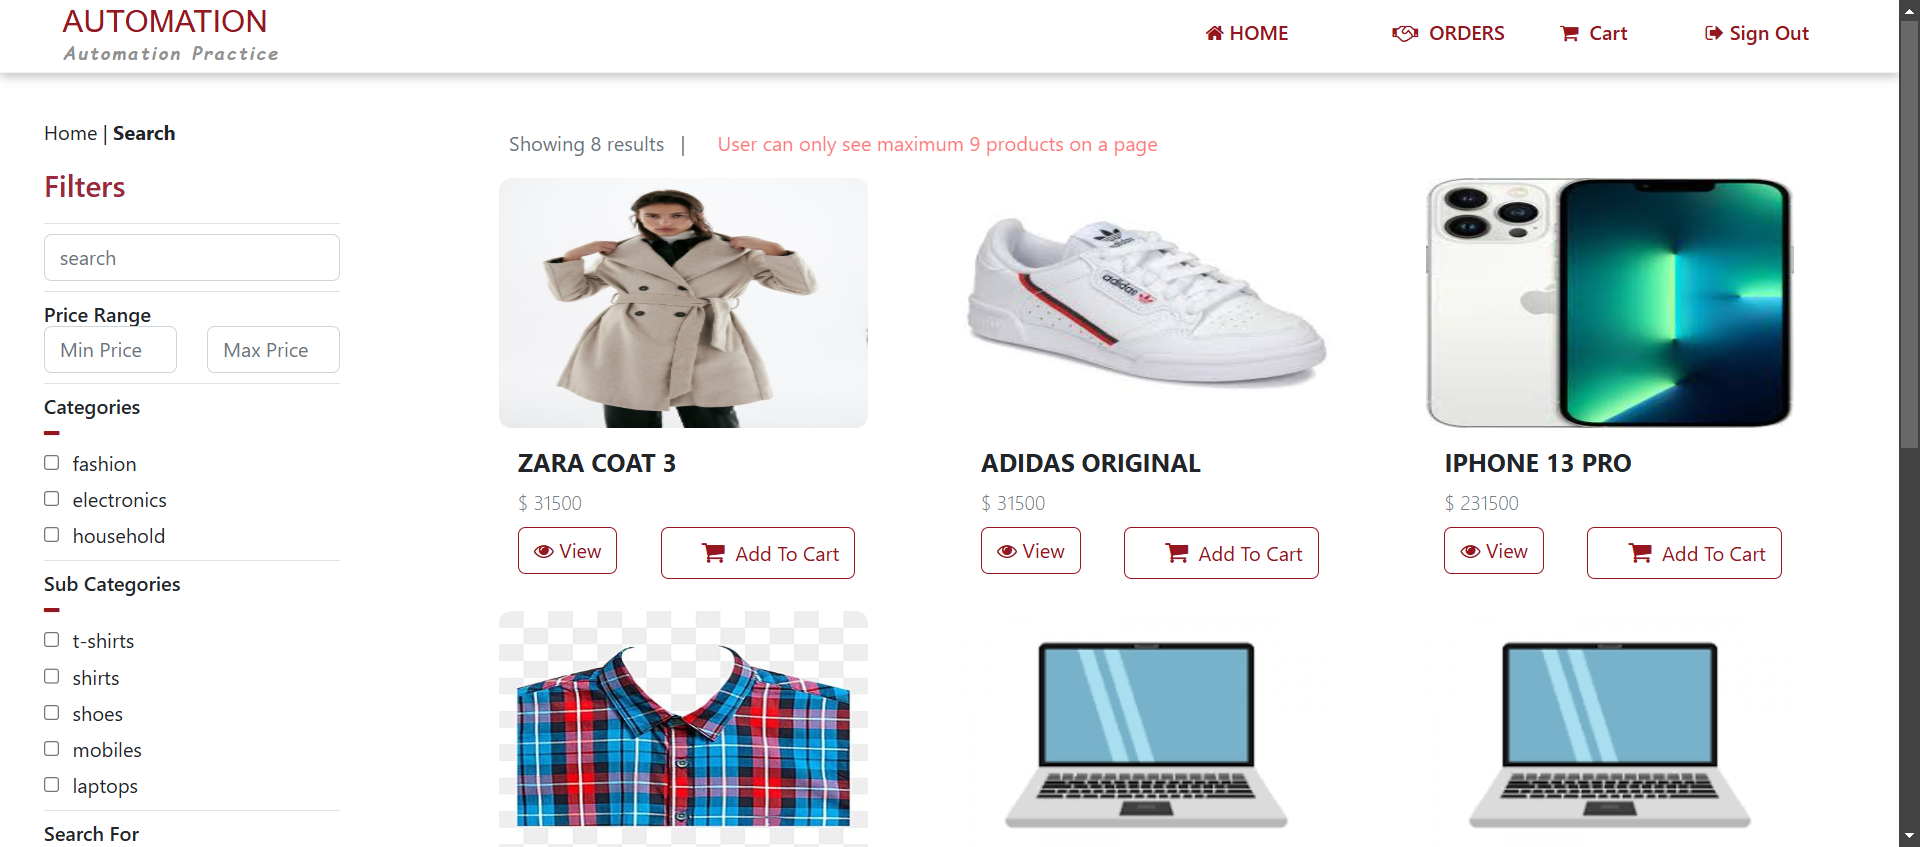 AUTOMATION
Automation Practice
HOME
ORDERS
Cart
Sign Out
Home | Search
Filters
search
Price Range
Min Price
Max Price
Categories
fashion
electronics
household
Sub Categories
t-shirts
shirts
shoes
mobiles
laptops
Search For
Showing 8 results | User can only see maximum 9 products on a page
adidas
adidas
ZARA COAT 3
$ 31500
View
Add To Cart
ADIDAS ORIGINAL
$ 31500
View
Add To Cart
IPHONE 13 PRO
$ 231500
View
Add To Cart